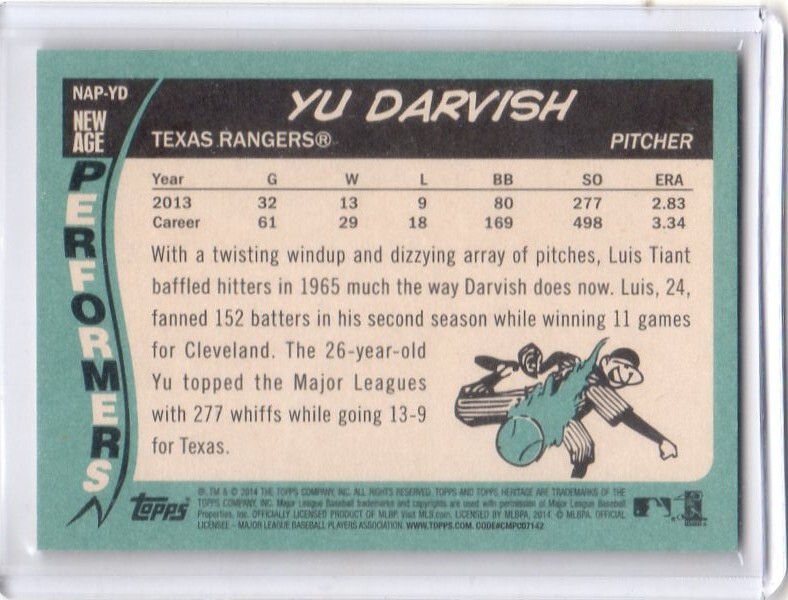 NAP-YD
NEW
AGE
PERFORMERS
YU DARVISH
TEXAS RANGERS® PITCHER
Year G W L BB SO ERA
2013 32 13 9 80 277 2.83
Career 61 29 18 169 498 3.34
With a twisting windup and dizzying array of pitches, Luis Tiant
baffled hitters in 1965 much the way Darvish does now. Luis, 24,
fanned 152 batters in his second season while winning 11 games
for Cleveland. The 26-year-old
Yu topped the Major Leagues
with 277 whiffs while going 13-9
for Texas.
TOPPS
®, TM & © 2014 THE TOPPS COMPANY, INC. ALL RIGHTS RESERVED. TOPPS AND TOPPS HERITAGE ARE TRADEMARKS OF THE
TOPPS COMPANY, INC. Major League Baseball trademarks and copyrights are used with permission of Major League Baseball
Properties, Inc. OFFICIALLY LICENSED PRODUCT OF MLBP. Visit MLB.com. LICENSED BY MLBPA, 2014. © MLBPA. OFFICIAL
LICENSEE – MAJOR LEAGUE BASEBALL PLAYERS ASSOCIATION. WWW.TOPPS.COM. CODE#CMPC07142